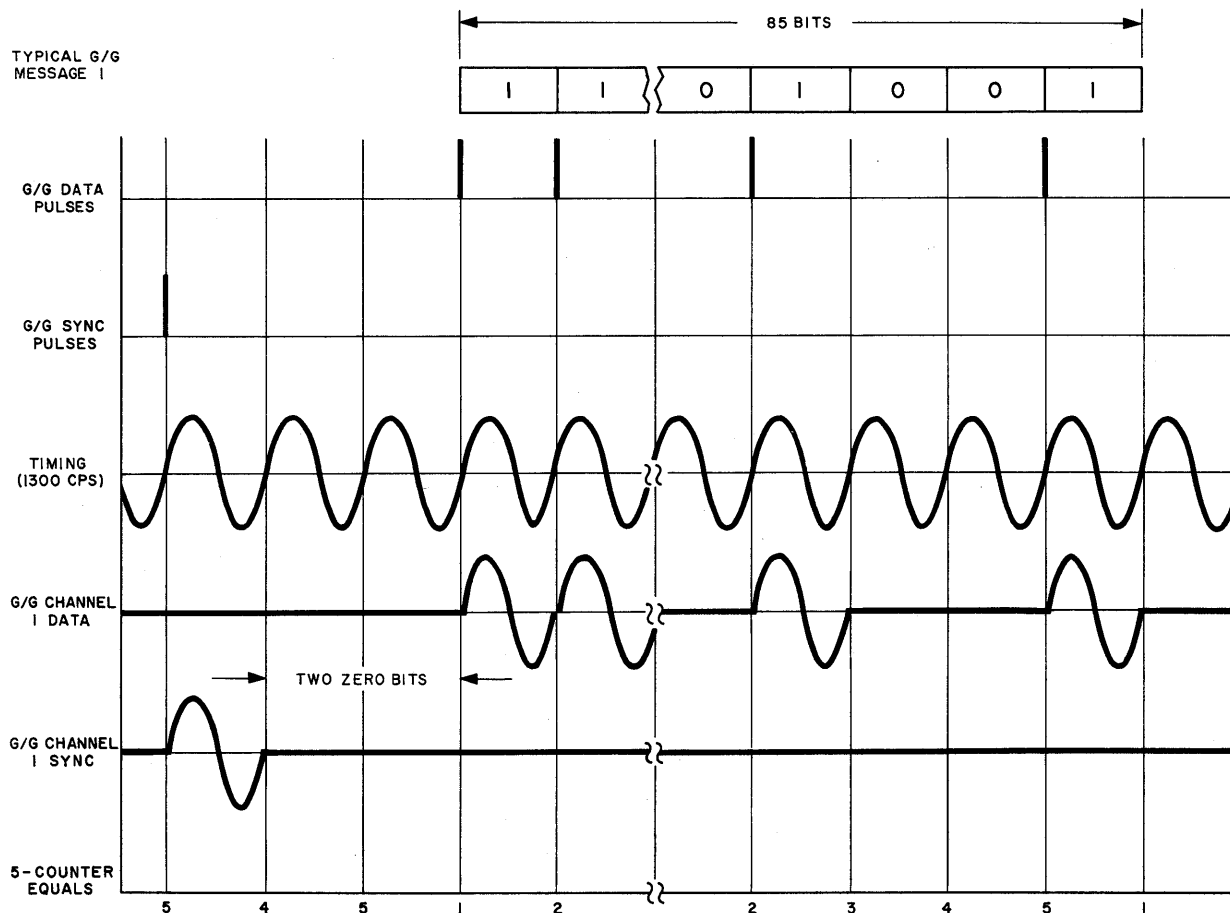 85 BITS
TYPICAL G/G
MESSAGE 1
1 1 0 1 0 0 1
G/G DATA
PULSES
G/G SYNC
PULSES
TIMING
(1300 CPS)
G/G CHANNEL
1 DATA
TWO ZERO BITS
G/G CHANNEL
1 SYNC
5-COUNTER
EQUALS
5 4 5 1 2 2 3 4 5 1